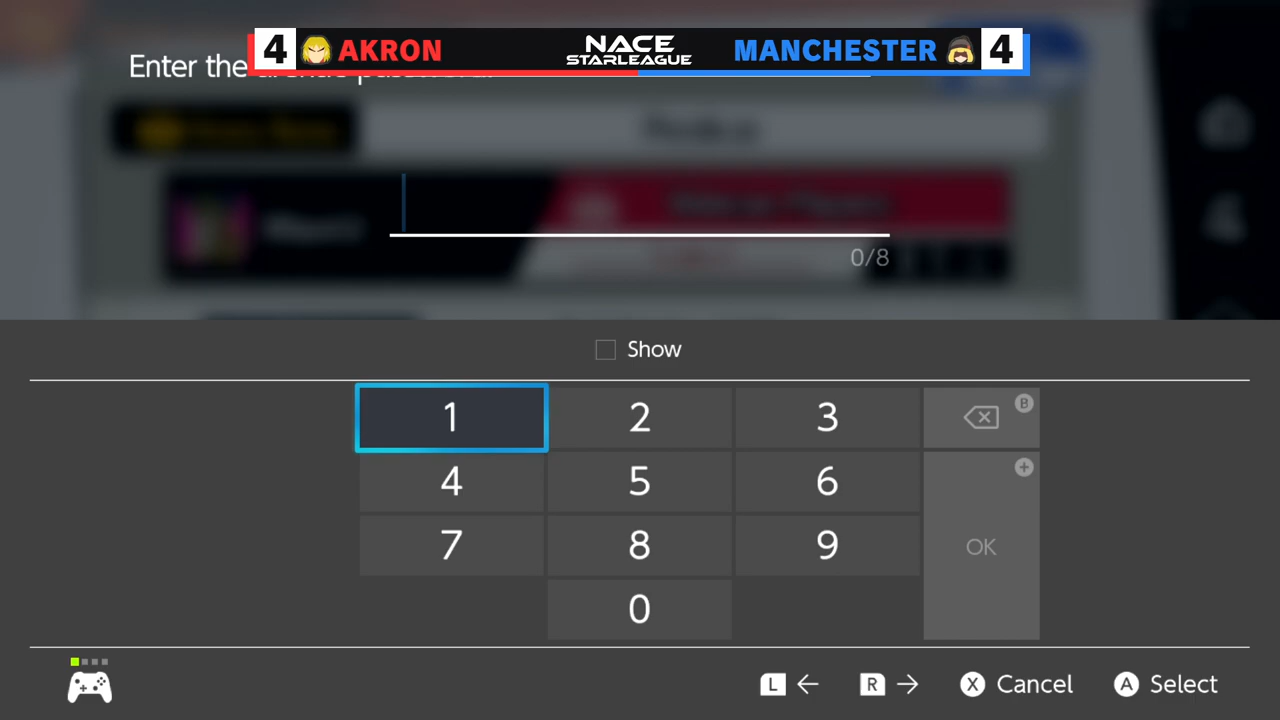 4 AKRON NACE STARLEAGUE MANCHESTER 4
Enter the
0/8
Show
1 2 3 B
4 5 6 +
7 8 9 OK
0
L ← R → X Cancel A Select